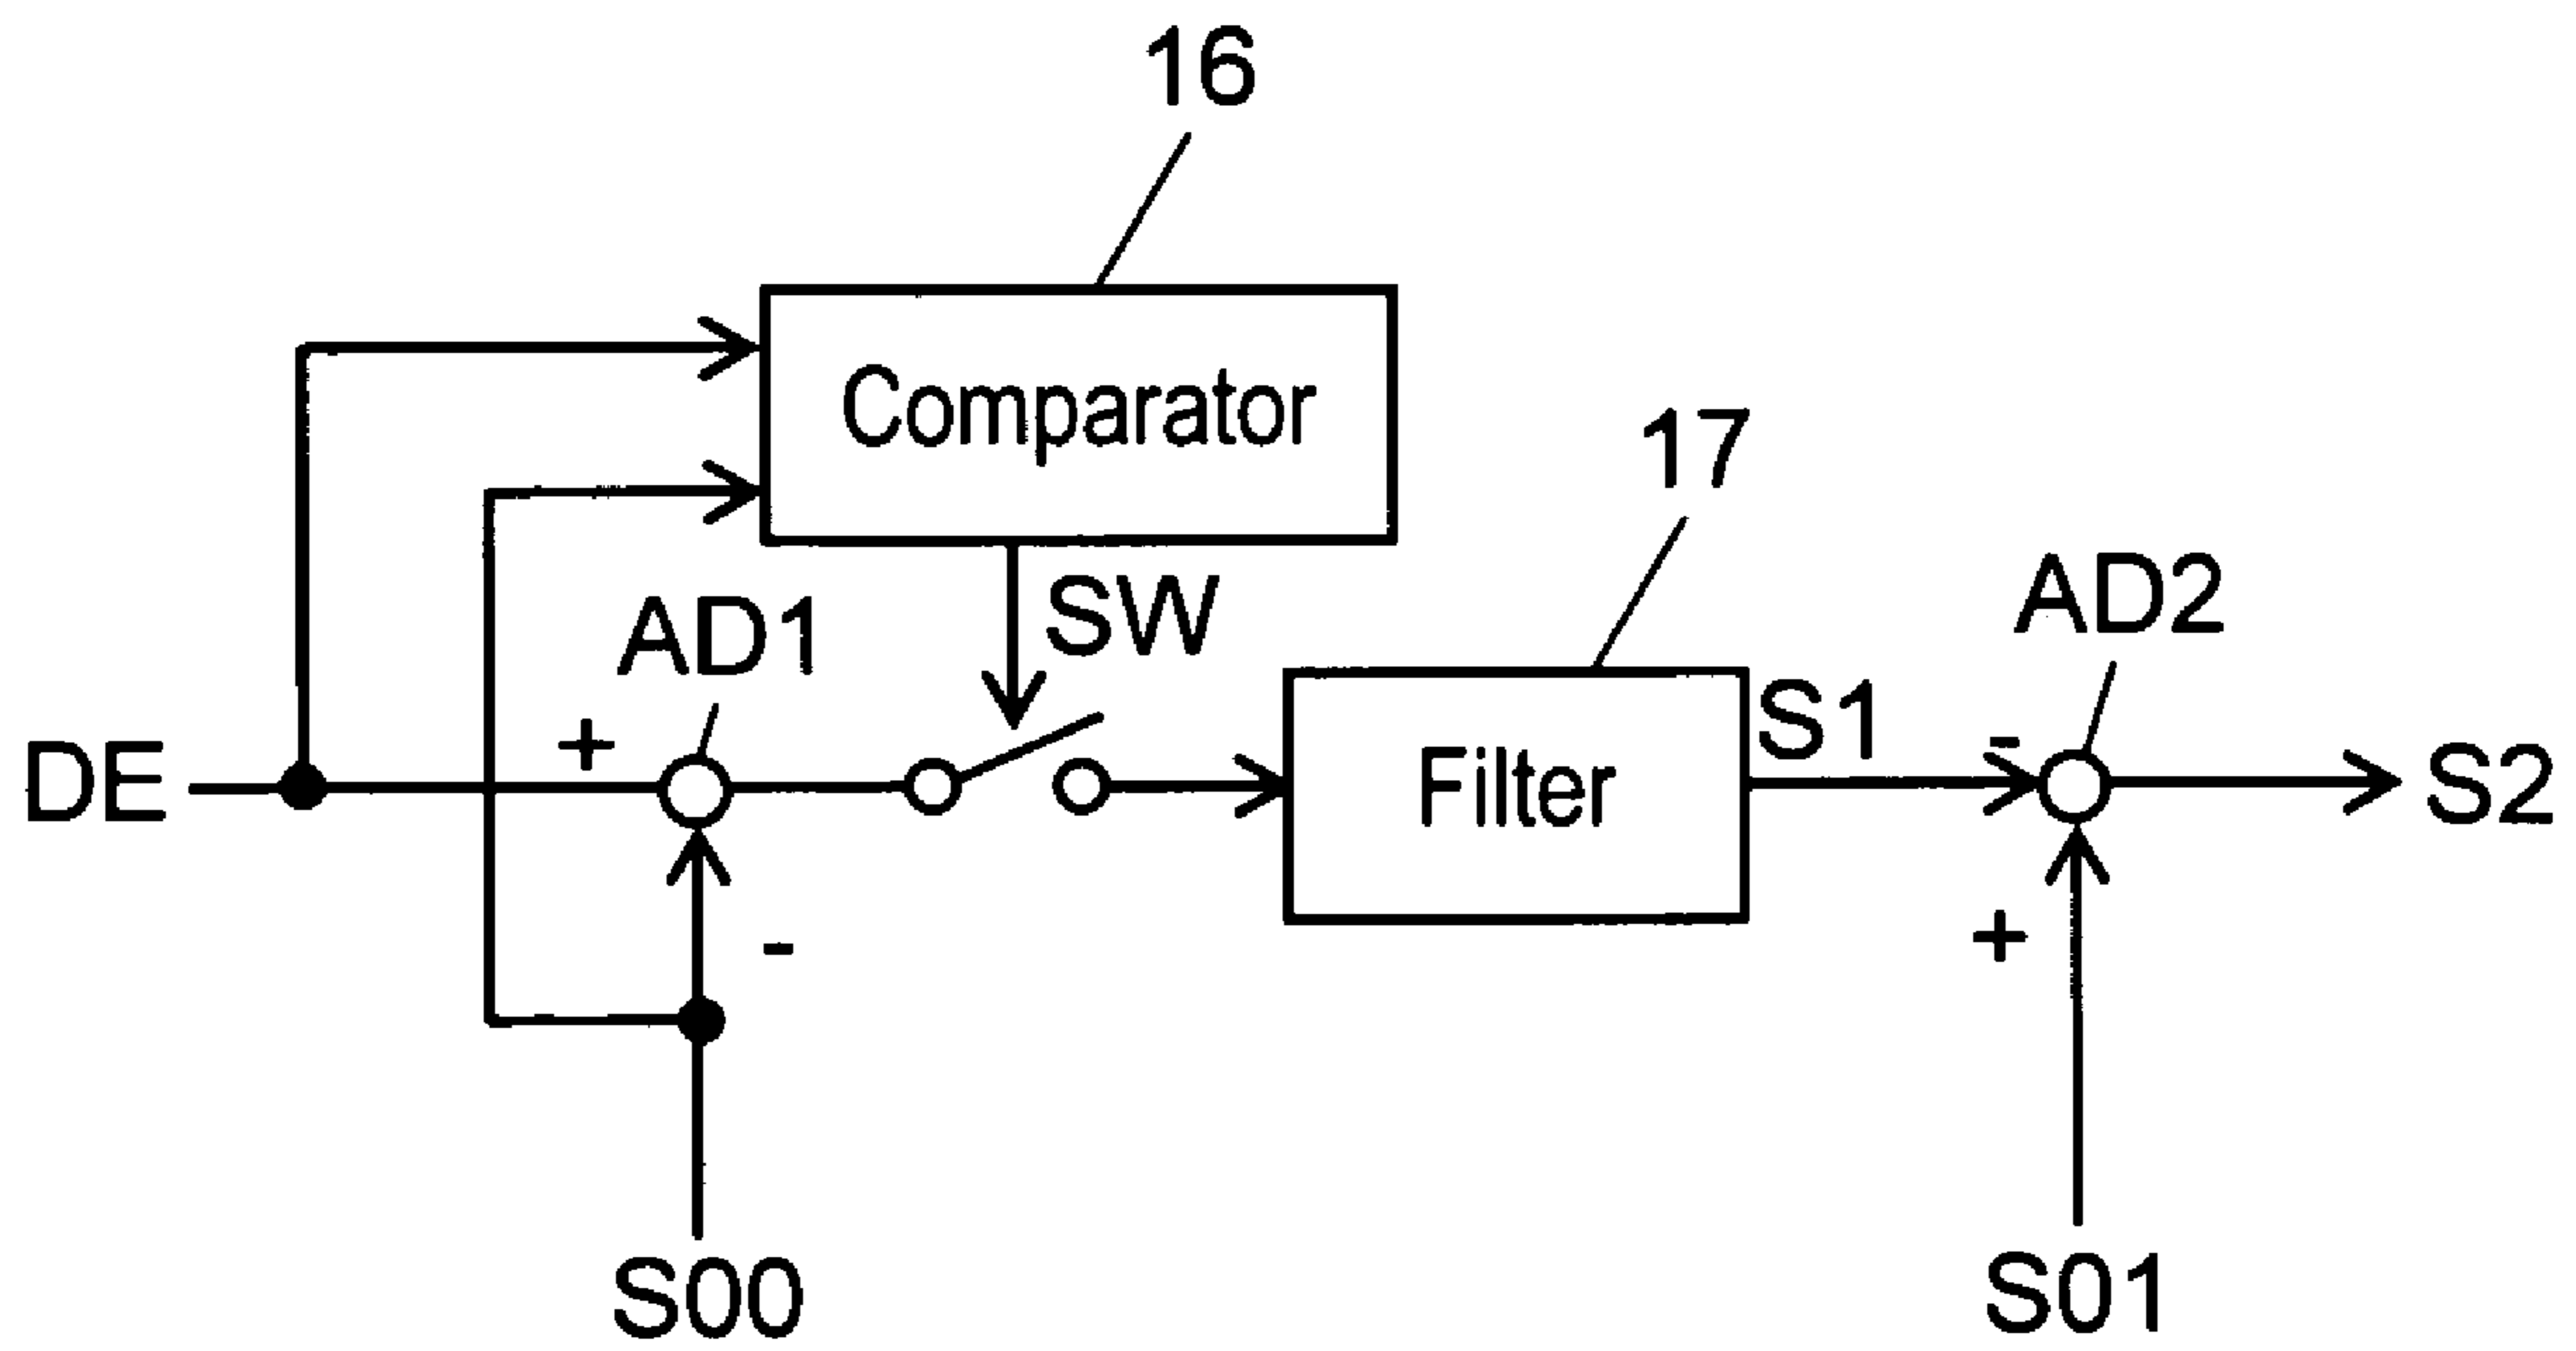 16
Comparator
17
SW
AD1
AD2
+
S1
-
DE
Filter
S2
-
+
S00
S01